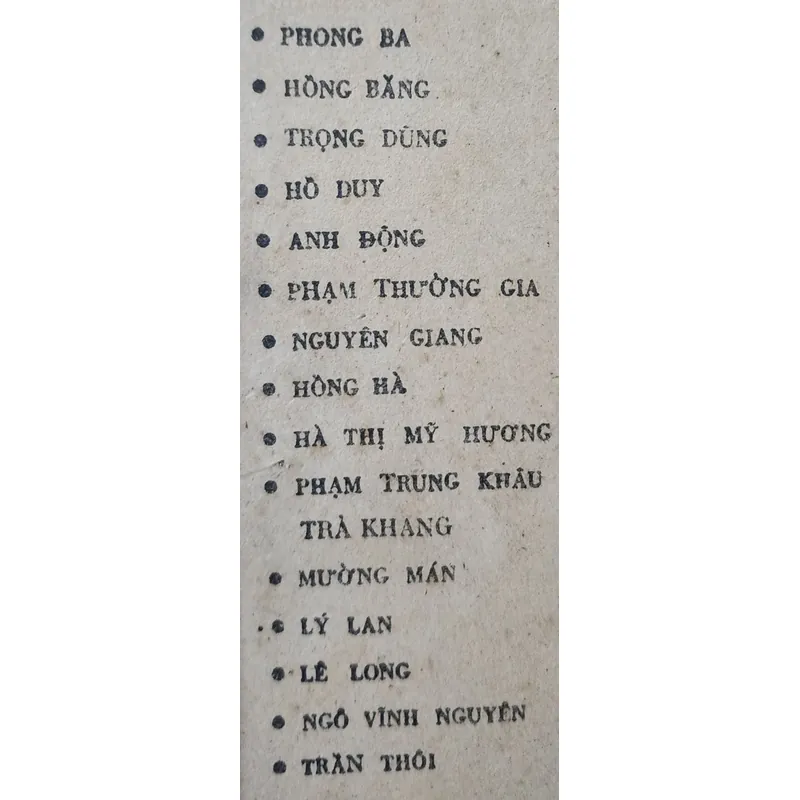 • PHONG BA
• HỒNG BĂNG
• TRỌNG DŨNG
• HỒ DUY
• ANH ĐỘNG
• PHẠM THƯỜNG GIA
• NGUYÊN GIANG
• HỒNG HÀ
• HÀ THỊ MỸ HƯƠNG
• PHẠM TRUNG KHÂU
TRÀ KHANG
• MƯỜNG MÁN
• LÝ LAN
• LÊ LONG
• NGÔ VĨNH NGUYÊN
• TRẦN THÔI